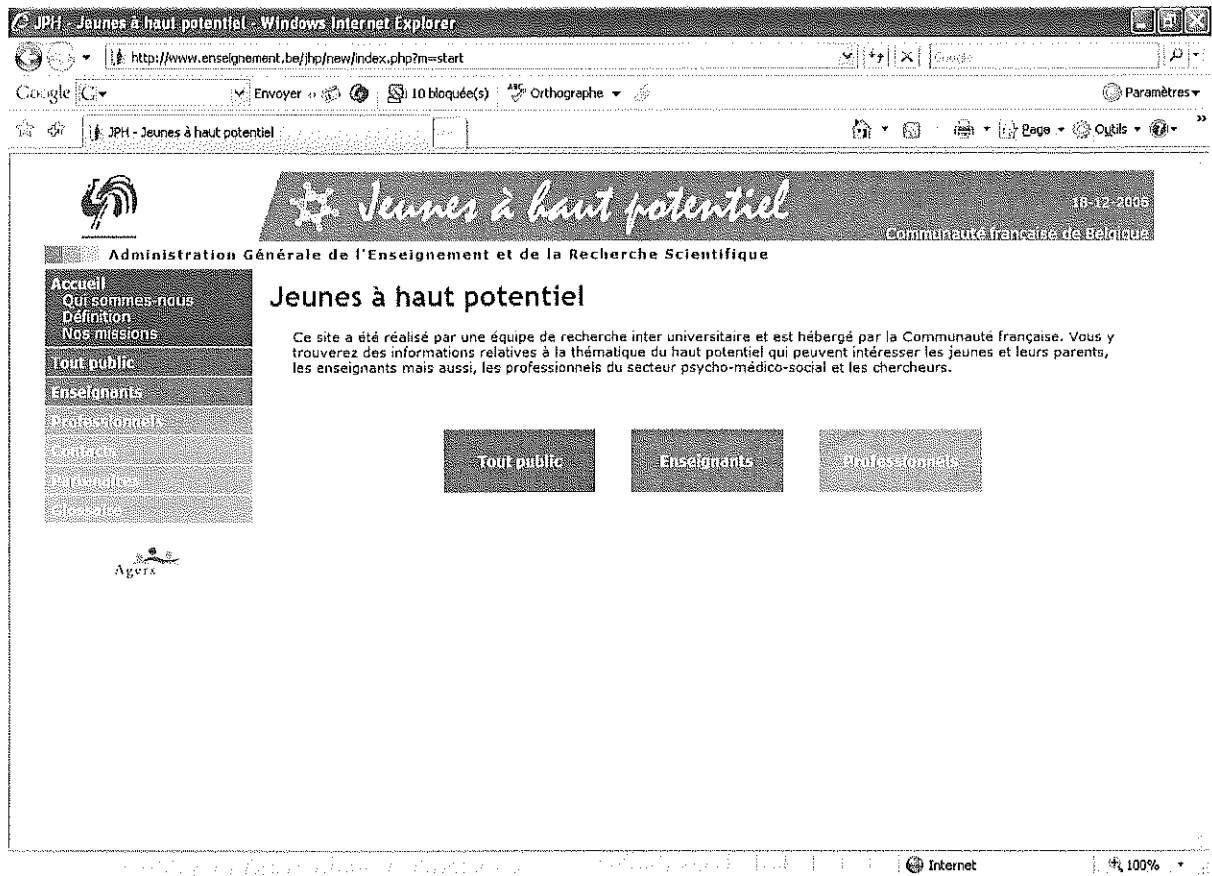 JPH - Jeunes à haut potentiel - Windows Internet Explorer
http://www.enseignement.be/jhp/new/index.php?m=start
Google
Google Envoyer 10 bloquée(s) Orthographe Paramètres
JPH - Jeunes à haut potentiel Page Outils
Jeunes à haut potentiel
18-12-2006
Communauté française de Belgique
Administration Générale de l'Enseignement et de la Recherche Scientifique
Accueil
Qui sommes-nous
Définition
Nos missions
Tout public
Enseignants
Professionnels
Contacts
Partenaires
Glossaire
Agers
Jeunes à haut potentiel
Ce site a été réalisé par une équipe de recherche inter universitaire et est hébergé par la Communauté française. Vous y
trouverez des informations relatives à la thématique du haut potentiel qui peuvent intéresser les jeunes et leurs parents,
les enseignants mais aussi, les professionnels du secteur psycho-médico-social et les chercheurs.
Tout public Enseignants Professionnels
Internet 100%